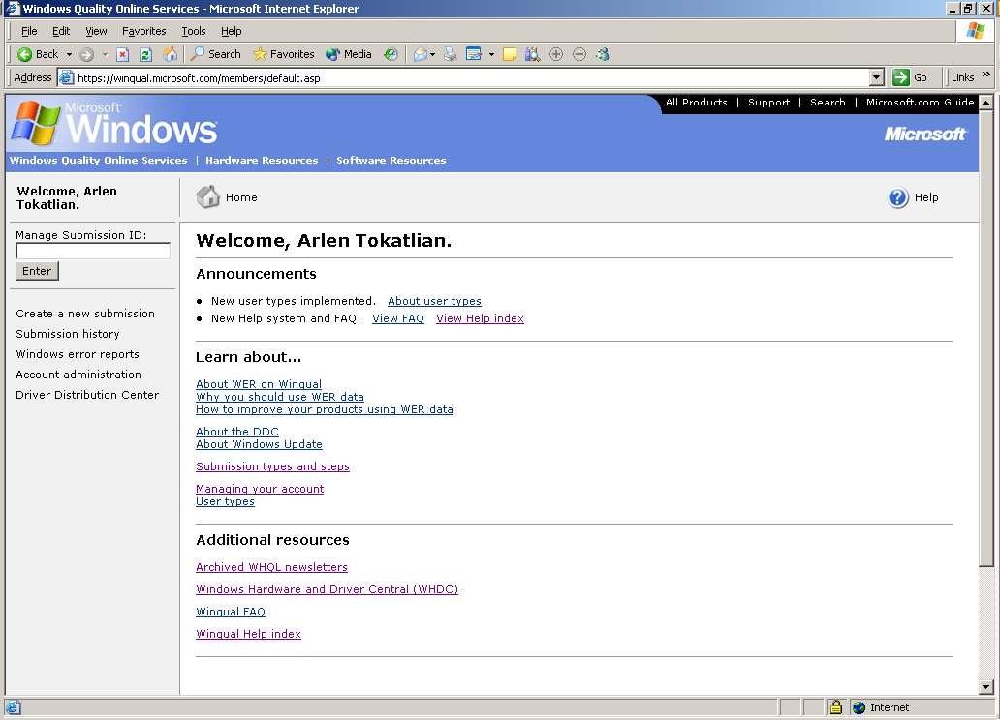 Windows Quality Online Services - Microsoft Internet Explorer
File Edit View Favorites Tools Help
Back Search Favorites Media
Address https://winqual.microsoft.com/members/default.asp Go Links »
All Products | Support | Search | Microsoft.com Guide
Microsoft Windows
Microsoft
Windows Quality Online Services | Hardware Resources | Software Resources
Welcome, Arlen
Tokatlian.
Manage Submission ID:
Enter
Create a new submission
Submission history
Windows error reports
Account administration
Driver Distribution Center
Home Help
Welcome, Arlen Tokatlian.
Announcements
• New user types implemented. About user types
• New Help system and FAQ. View FAQ View Help index
Learn about...
About WER on Winqual
Why you should use WER data
How to improve your products using WER data
About the DDC
About Windows Update
Submission types and steps
Managing your account
User types
Additional resources
Archived WHQL newsletters
Windows Hardware and Driver Central (WHDC)
Winqual FAQ
Winqual Help index
Internet